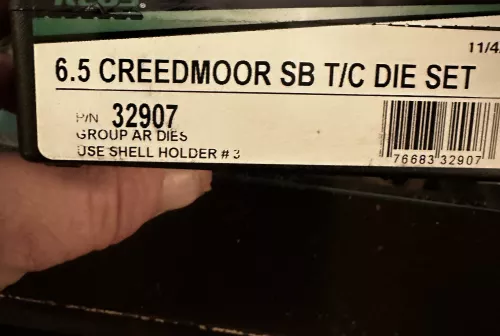 11/4
6.5 CREEDMOOR SB T/C DIE SET
P/N 32907
GROUP AR DIES
USE SHELL HOLDER # 3
76683 32907